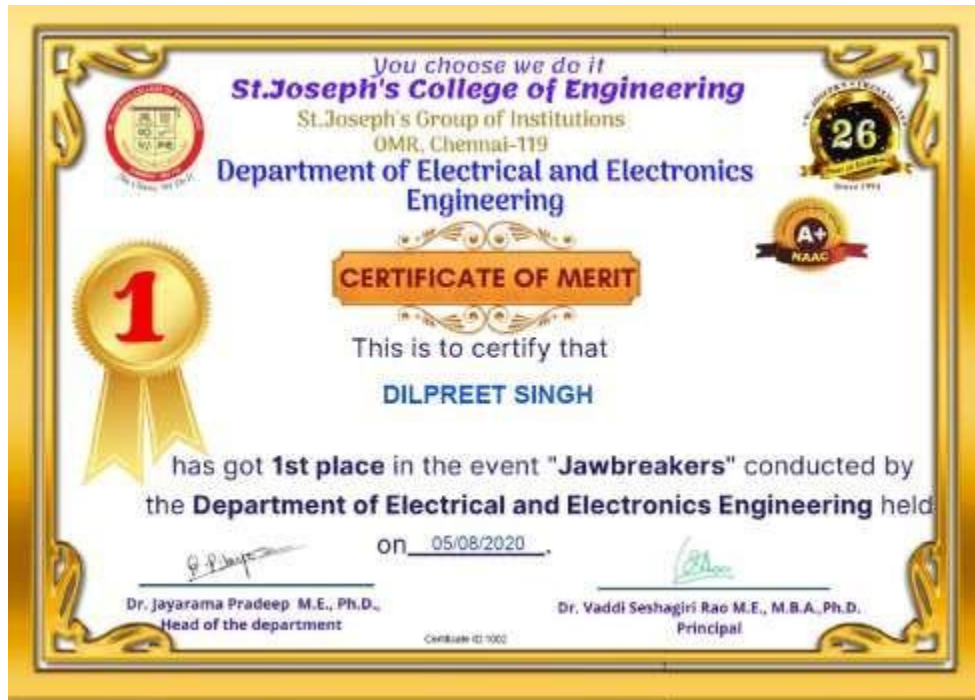 You choose we do it
St.Joseph's College of Engineering
St.Joseph's Group of Institutions
OMR, Chennai-119
Department of Electrical and Electronics
Engineering
26
Since 1994
A+
NAAC
CERTIFICATE OF MERIT
1
This is to certify that
DILPREET SINGH
has got 1st place in the event "Jawbreakers" conducted by
the Department of Electrical and Electronics Engineering held
on 05/08/2020 .
Dr. Jayarama Pradeep M.E., Ph.D.,
Head of the department
Dr. Vaddi Seshagiri Rao M.E., M.B.A.,Ph.D.
Principal
Certificate ID 1002